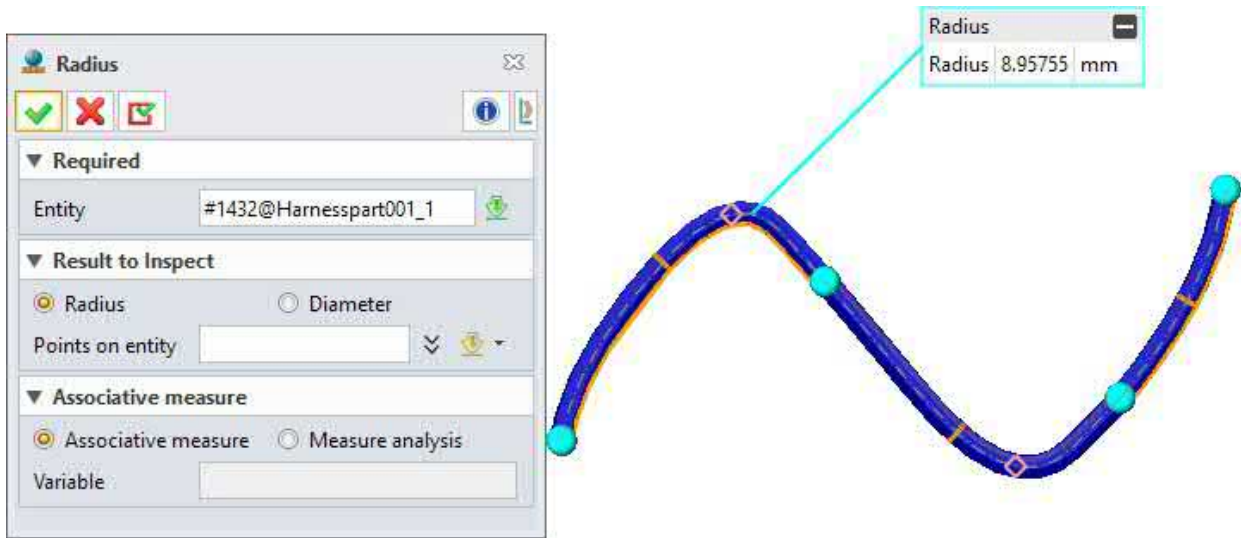 Radius
Required
Entity #1432@Harnesspart001_1
Result to Inspect
Radius Diameter
Points on entity
Associative measure
Associative measure Measure analysis
Variable
Radius
Radius 8.95755 mm